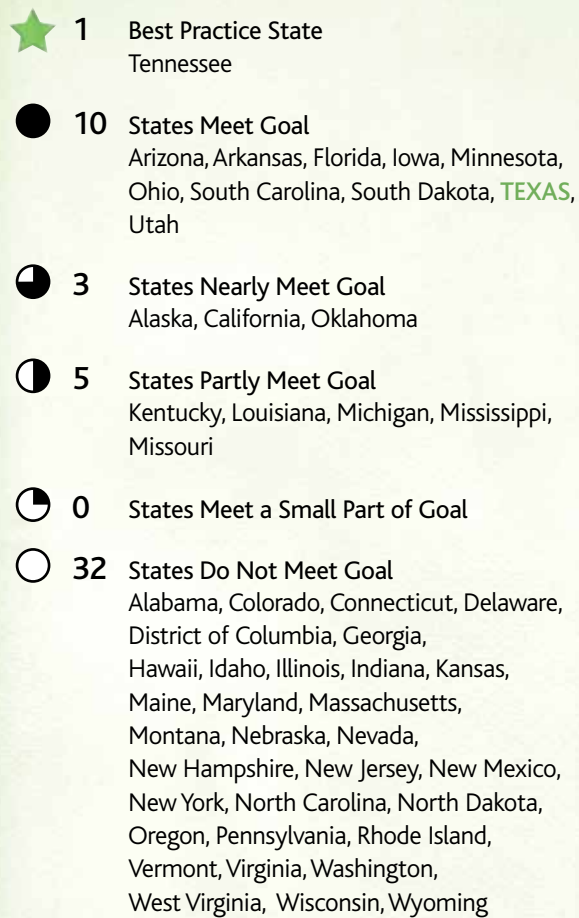 1 Best Practice State
Tennessee
10 States Meet Goal
Arizona, Arkansas, Florida, Iowa, Minnesota,
Ohio, South Carolina, South Dakota, TEXAS,
Utah
3 States Nearly Meet Goal
Alaska, California, Oklahoma
5 States Partly Meet Goal
Kentucky, Louisiana, Michigan, Mississippi,
Missouri
0 States Meet a Small Part of Goal
32 States Do Not Meet Goal
Alabama, Colorado, Connecticut, Delaware,
District of Columbia, Georgia,
Hawaii, Idaho, Illinois, Indiana, Kansas,
Maine, Maryland, Massachusetts,
Montana, Nebraska, Nevada,
New Hampshire, New Jersey, New Mexico,
New York, North Carolina, North Dakota,
Oregon, Pennsylvania, Rhode Island,
Vermont, Virginia, Washington,
West Virginia, Wisconsin, Wyoming